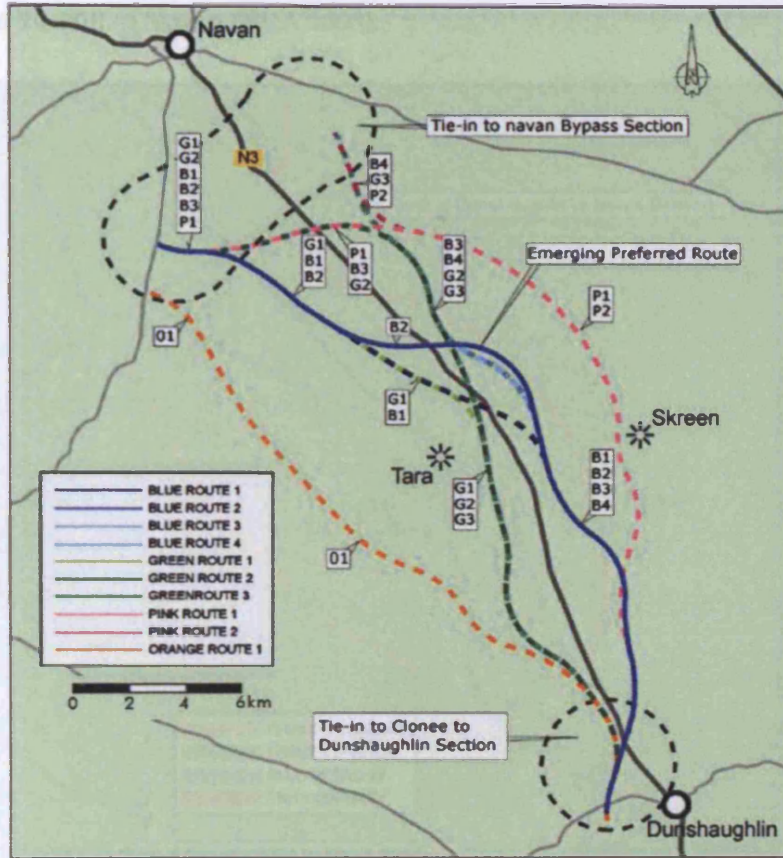 Navan
Tie-in to navan Bypass Section
G1
G2
B1
B2
B3
P1
N3
B4
G3
P2
G1
B1
B2
P1
B3
G2
B3
B4
G2
G3
Emerging Preferred Route
P1
P2
01
B2
G1
B1
Skreen
Tara
B1
B2
B3
B4
G1
G2
G3
BLUE ROUTE 1
BLUE ROUTE 2
BLUE ROUTE 3
BLUE ROUTE 4
GREEN ROUTE 1
GREEN ROUTE 2
GREENROUTE 3
PINK ROUTE 1
PINK ROUTE 2
ORANGE ROUTE 1
01
0 2 4 6km
Tie-in to Clonee to
Dunshaughlin Section
Dunshaughlin